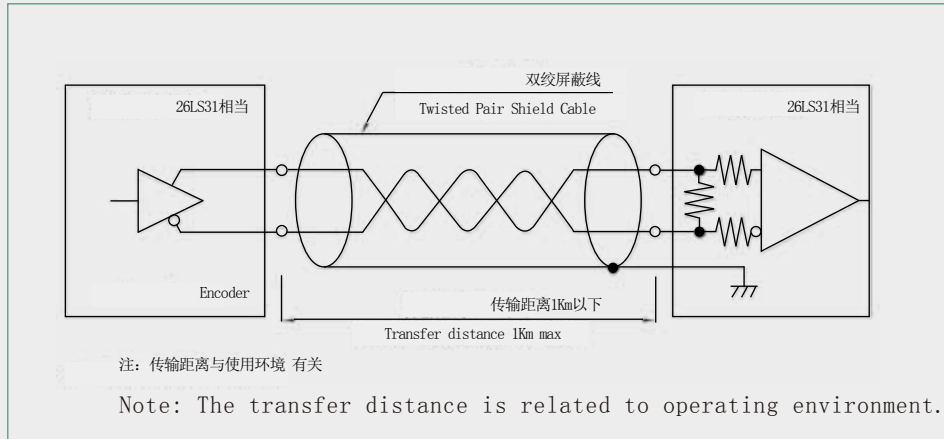 双绞屏蔽线
Twisted Pair Shield Cable
26LS31相当
26LS31相当
Encoder
传输距离1Km以下
Transfer distance 1Km max
注: 传输距离与使用环境 有关
Note: The transfer distance is related to operating environment.